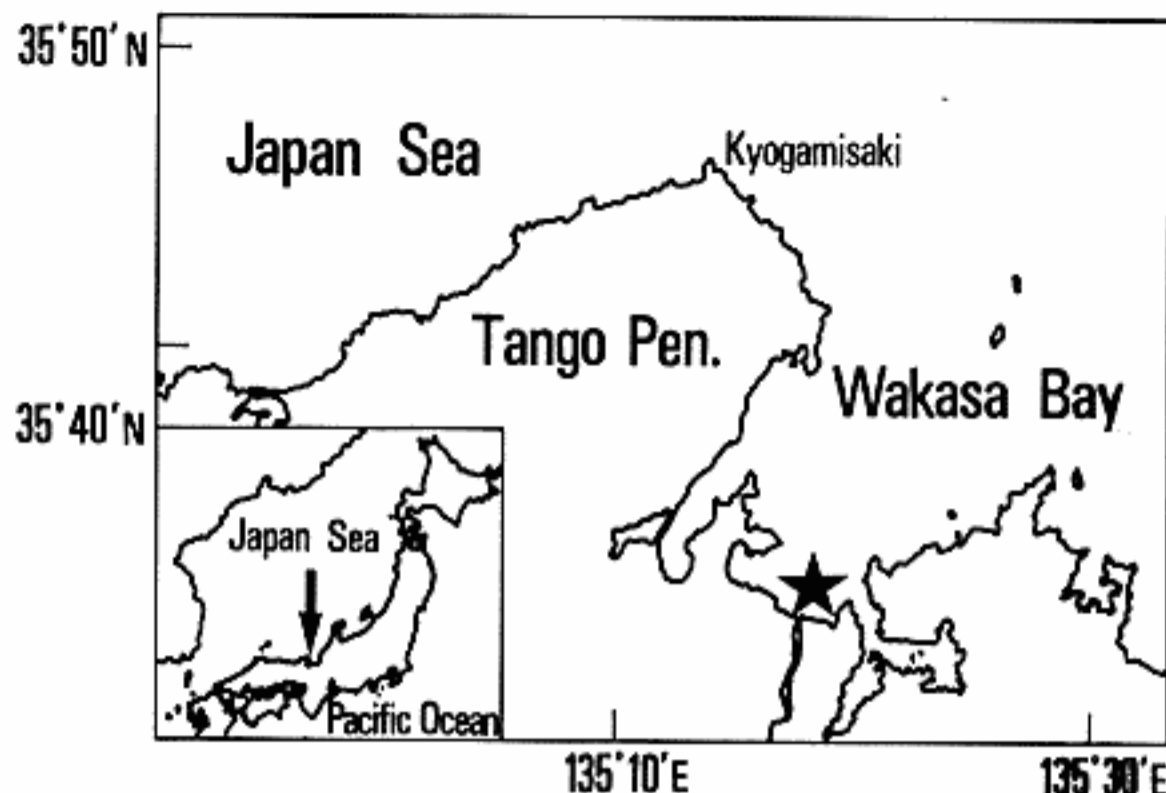 35°50′N
Japan Sea
Kyogamisaki
Tango Pen.
Wakasa Bay
35°40′N
Japan Sea
Pacific Ocean
135°10′E
135°30′E